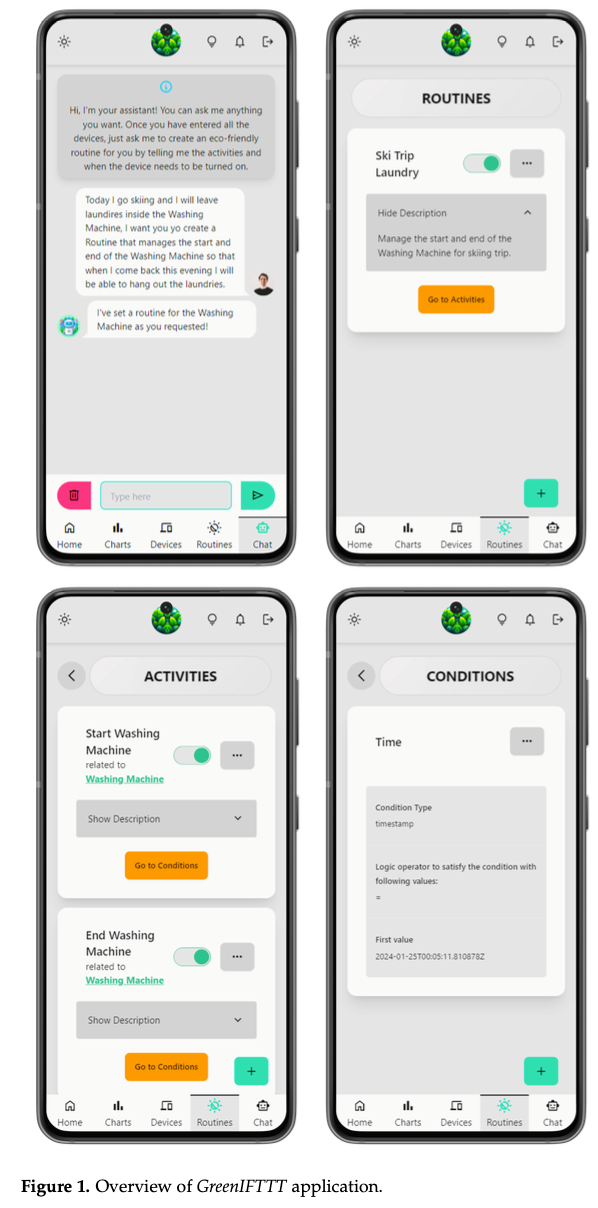 Hi, I'm your assistant! You can ask me anything
you want. Once you have entered all the
devices, just ask me to create an eco-friendly
routine for you by telling me the activities and
when the device needs to be turned on.
Today I go skiing and I will leave
laundires inside the Washing
Machine, I want you yo create a
Routine that manages the start and
end of the Washing Machine so that
when I come back this evening I will
be able to hang out the laundries.
I've set a routine for the Washing
Machine as you requested!
Type here
Home Charts Devices Routines Chat
ROUTINES
Ski Trip
Laundry
Hide Description
Manage the start and end of the
Washing Machine for skiing trip.
Go to Activities
+
Home Charts Devices Routines Chat
ACTIVITIES
Start Washing
Machine
related to
Washing Machine
Show Description
Go to Conditions
End Washing
Machine
related to
Washing Machine
Show Description
Go to Conditions
+
Home Charts Devices Routines Chat
CONDITIONS
Time
Condition Type
timestamp
Logic operator to satisfy the condition with
following values:
=
First value
2024-01-25T00:05:11.810878Z
+
Home Charts Devices Routines Chat
Figure 1. Overview of GreenIFTTT application.